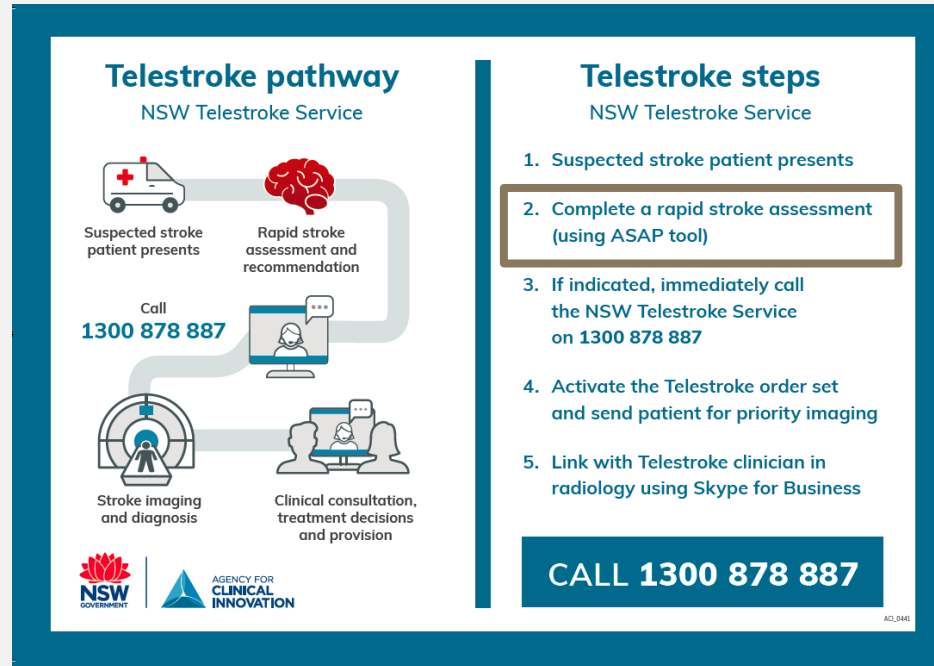 Telestroke pathway
NSW Telestroke Service
Suspected stroke
patient presents
Rapid stroke
assessment and
recommendation
Call
1300 878 887
Stroke imaging
and diagnosis
Clinical consultation,
treatment decisions
and provision
NSW
GOVERNMENT
AGENCY FOR
CLINICAL
INNOVATION
Telestroke steps
NSW Telestroke Service
1. Suspected stroke patient presents
2. Complete a rapid stroke assessment
(using ASAP tool)
3. If indicated, immediately call
the NSW Telestroke Service
on 1300 878 887
4. Activate the Telestroke order set
and send patient for priority imaging
5. Link with Telestroke clinician in
radiology using Skype for Business
CALL 1300 878 887
ACI_0441